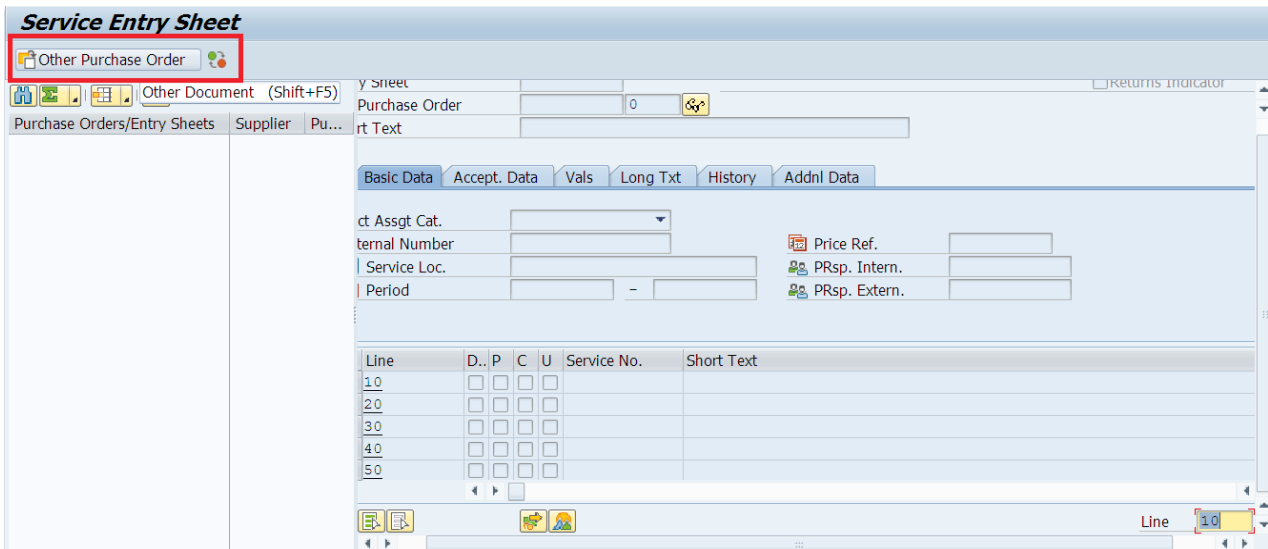 Service Entry Sheet
Other Purchase Order
Other Document (Shift+F5)
y Sheet
Returns Indicator
Purchase Order 0
Purchase Orders/Entry Sheets Supplier Pu...
rt Text
Basic Data Accept. Data Vals Long Txt History Addnl Data
ct Assgt Cat.
ternal Number Price Ref.
Service Loc. PRsp. Intern.
Period – PRsp. Extern.
Line D.. P C U Service No. Short Text
10
20
30
40
50
Line 10